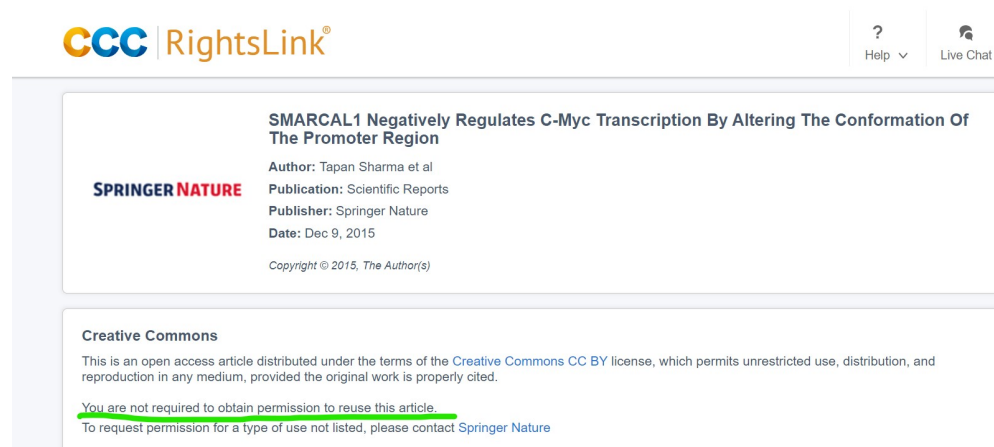 CCC RightsLink®
? Help
Live Chat
SMARCAL1 Negatively Regulates C-Myc Transcription By Altering The Conformation Of
The Promoter Region
Author: Tapan Sharma et al
SPRINGER NATURE
Publication: Scientific Reports
Publisher: Springer Nature
Date: Dec 9, 2015
Copyright © 2015, The Author(s)
Creative Commons
This is an open access article distributed under the terms of the Creative Commons CC BY license, which permits unrestricted use, distribution, and
reproduction in any medium, provided the original work is properly cited.
You are not required to obtain permission to reuse this article.
To request permission for a type of use not listed, please contact Springer Nature